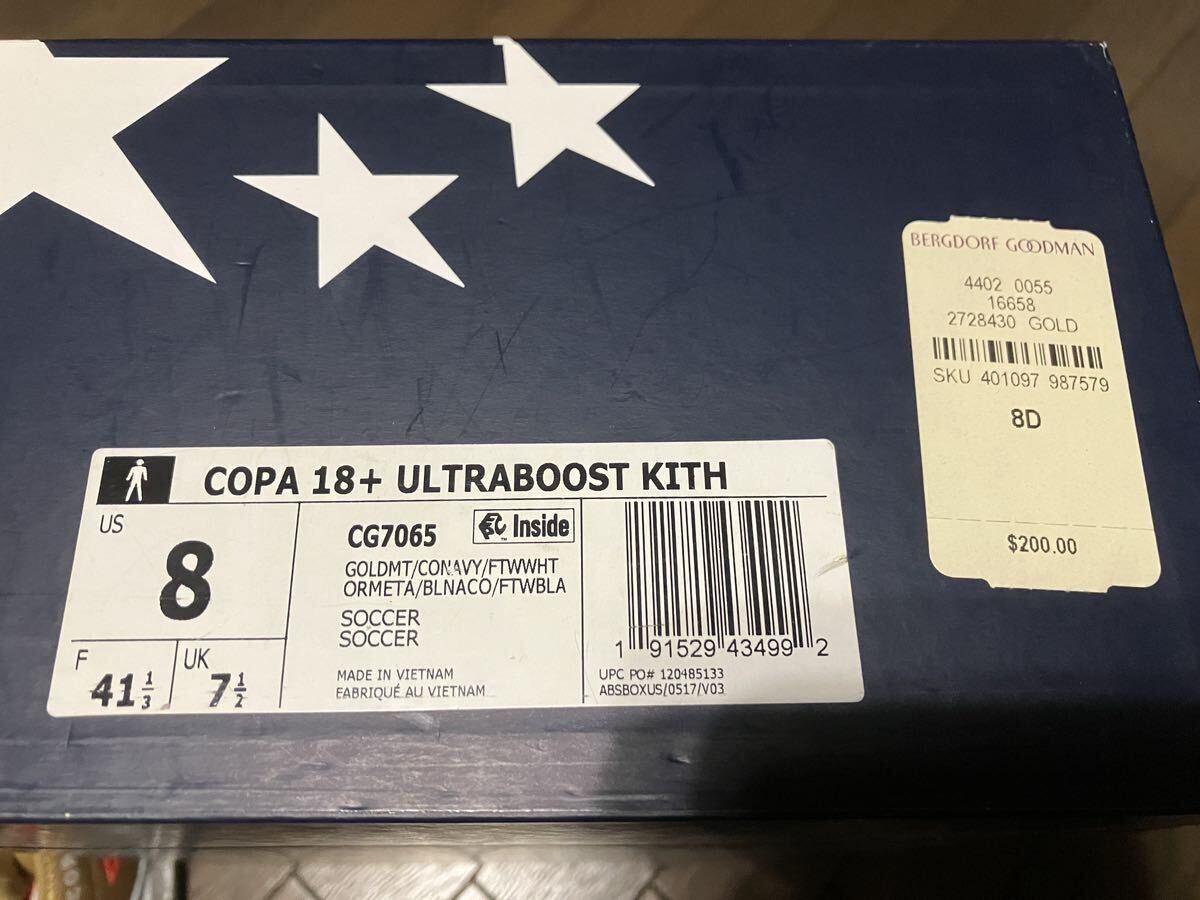 BERGDORF GOODMAN
4402 0055
16658
2728430 GOLD
SKU 401097 987579
8D
$200.00
COPA 18+ ULTRABOOST KITH
US
8
F
41 1/3
UK
7 1/2
CG7065
Inside
GOLDMT/CONAVY/FTWWHT
ORMETA/BLNACO/FTWBLA
SOCCER
SOCCER
MADE IN VIETNAM
FABRIQUÉ AU VIETNAM
1 91529 43499 2
UPC PO# 120485133
ABSBOXUS/0517/V03